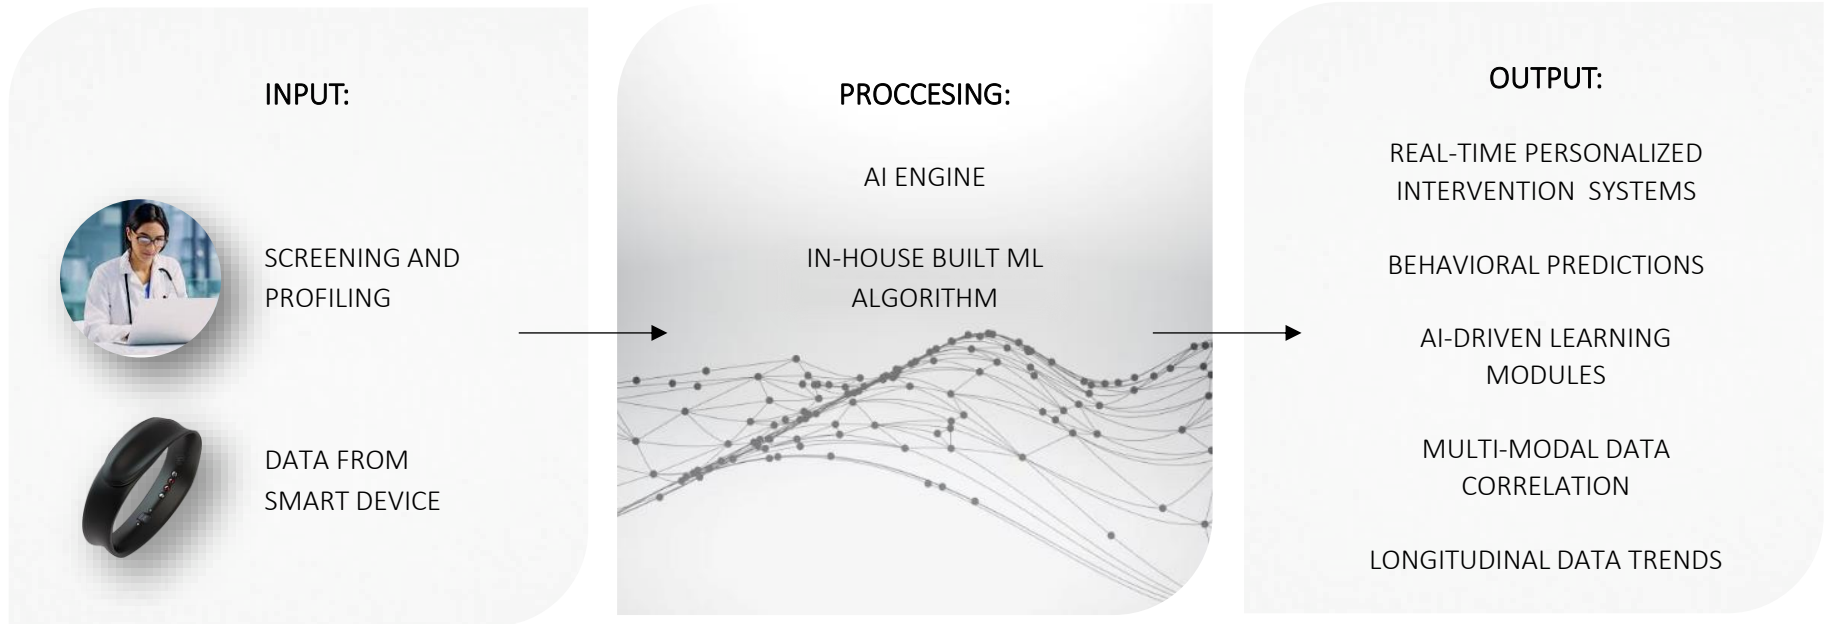 INPUT:
SCREENING AND
PROFILING
DATA FROM
SMART DEVICE
PROCCESING:
AI ENGINE
IN-HOUSE BUILT ML
ALGORITHM
OUTPUT:
REAL-TIME PERSONALIZED
INTERVENTION SYSTEMS
BEHAVIORAL PREDICTIONS
AI-DRIVEN LEARNING
MODULES
MULTI-MODAL DATA
CORRELATION
LONGITUDINAL DATA TRENDS